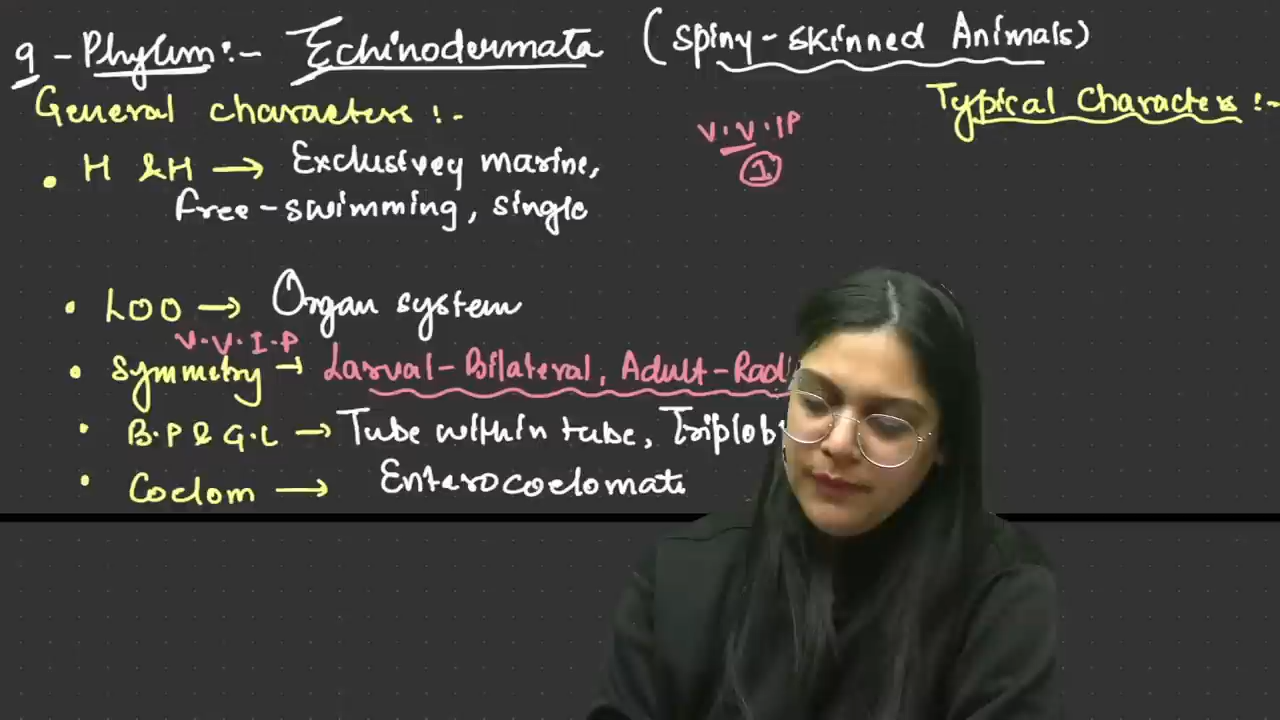 9 - Phylum:- Echinodermata (Spiny-skinned Animals)
General characters :-
Typical Characters :-
V.V.IP
1
• H & H → Exclusivey marine,
free-swimming, single
• LOO → Organ system
V.V.I.P
• Symmetry → Larval-Bilateral, Adult-Radi
• B.P & G.L → Tube within tube, Triplob
• Coelom → Enterocoelomate